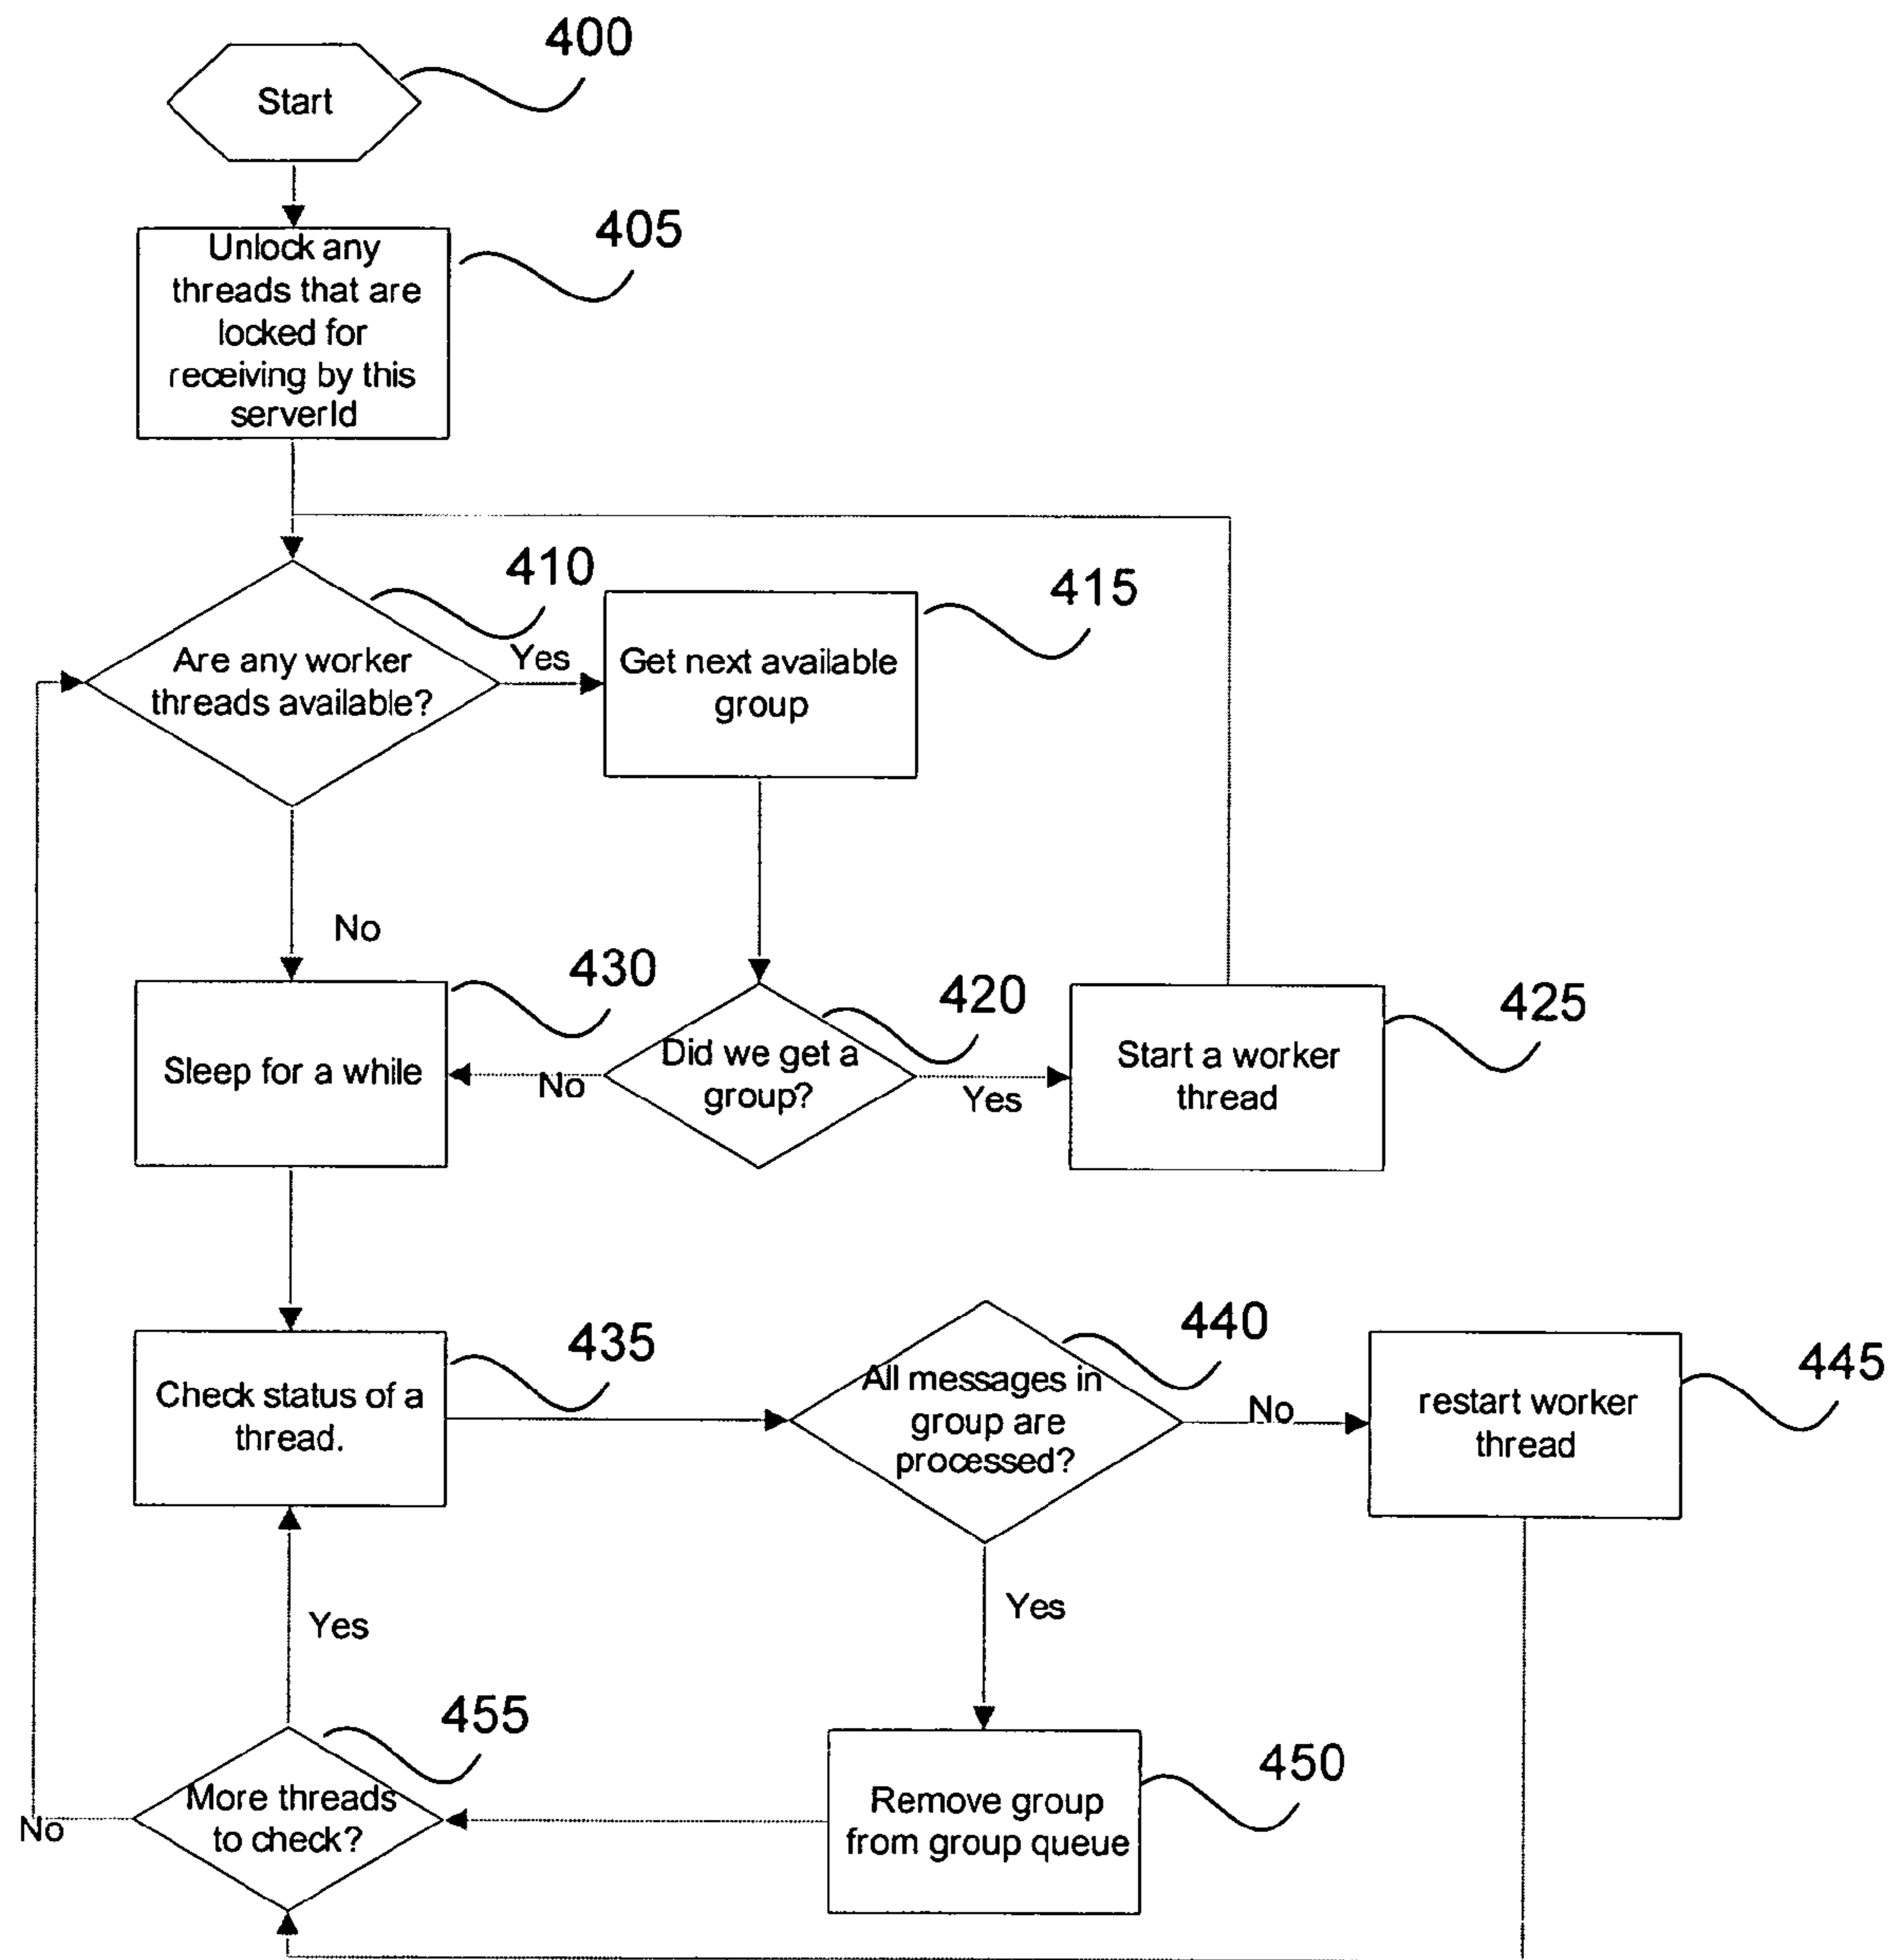 400
Start
405
Unlock any
threads that are
locked for
receiving by this
serverId
410
Are any worker
threads available?
Yes
415
Get next available
group
No
430
Sleep for a while
No
420
Did we get a
group?
Yes
425
Start a worker
thread
435
Check status of a
thread.
440
All messages in
group are
processed?
No
445
restart worker
thread
Yes
Yes
455
More threads
to check?
No
450
Remove group
from group queue